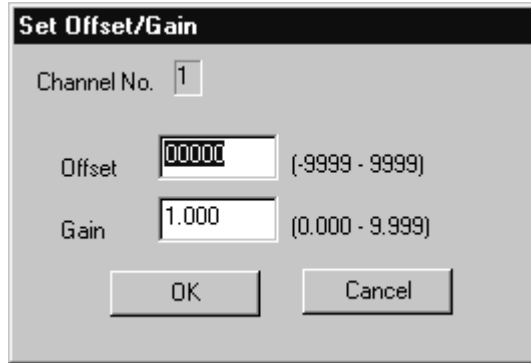 Set Offset/Gain
Channel No. 1
Offset 00000 (-9999 - 9999)
Gain 1.000 (0.000 - 9.999)
OK Cancel